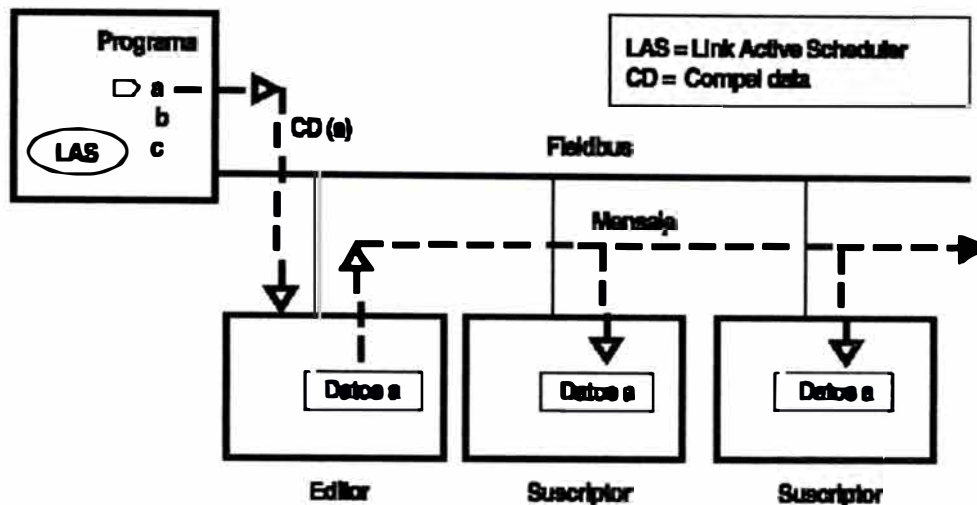 Programa
a
b
c
LAS
CD (a)
LAS = Link Active Scheduler
CD = Compel data
Fieldbus
Mensaje
Datos a
Datos a
Datos a
Editor
Suscriptor
Suscriptor